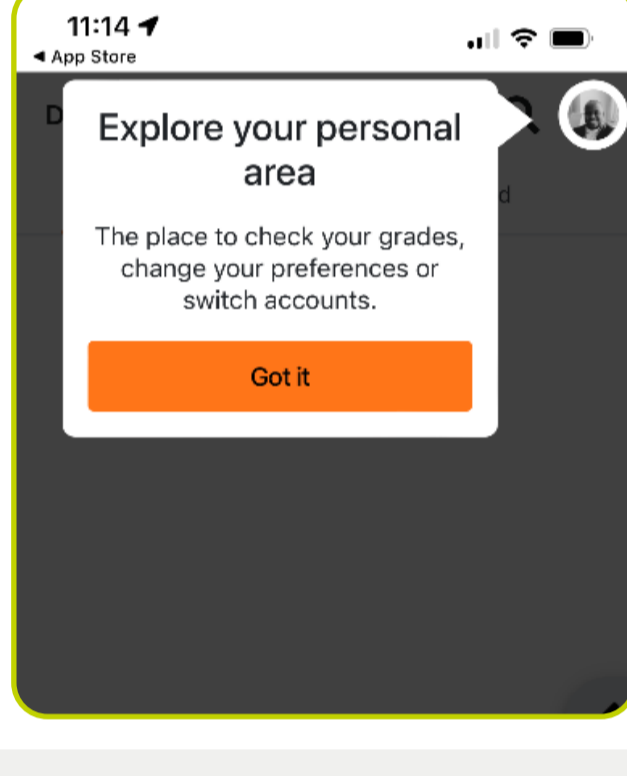 11:14
◀ App Store
D
Explore your personal
area
d
The place to check your grades,
change your preferences or
switch accounts.
Got it